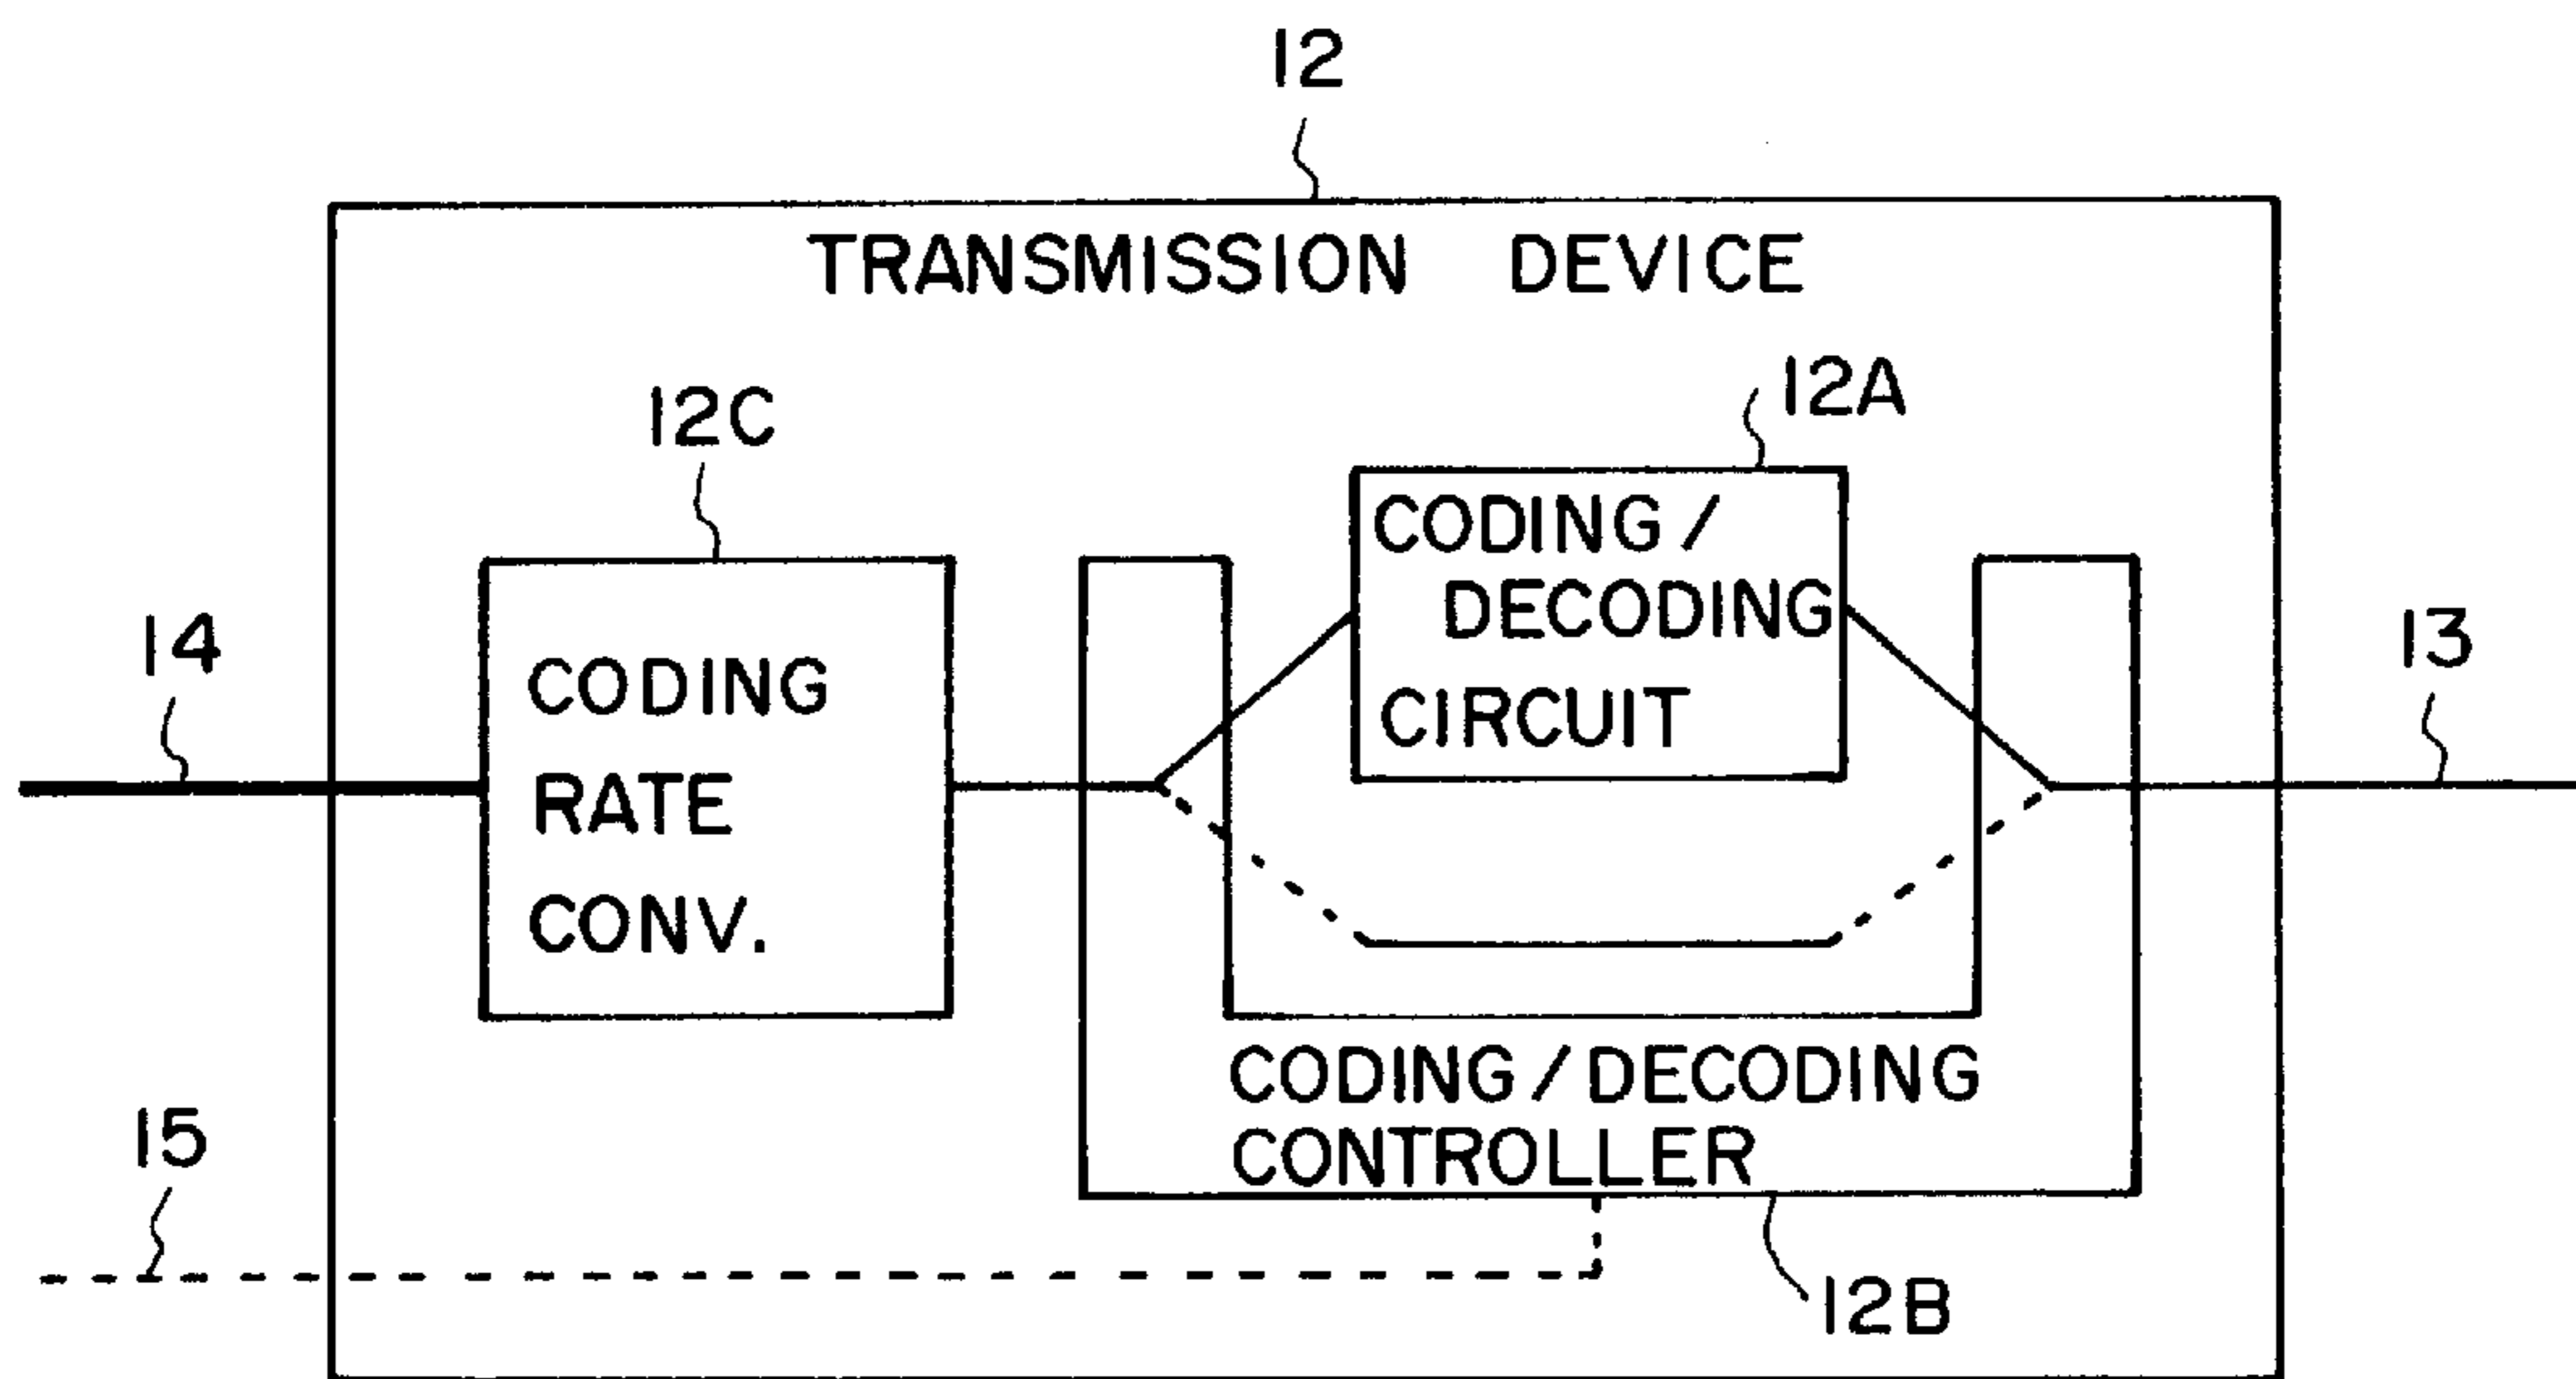 12
TRANSMISSION DEVICE
12C
12A
CODING/
DECODING
CIRCUIT
14
13
CODING
RATE
CONV.
15
CODING/DECODING
CONTROLLER
12B